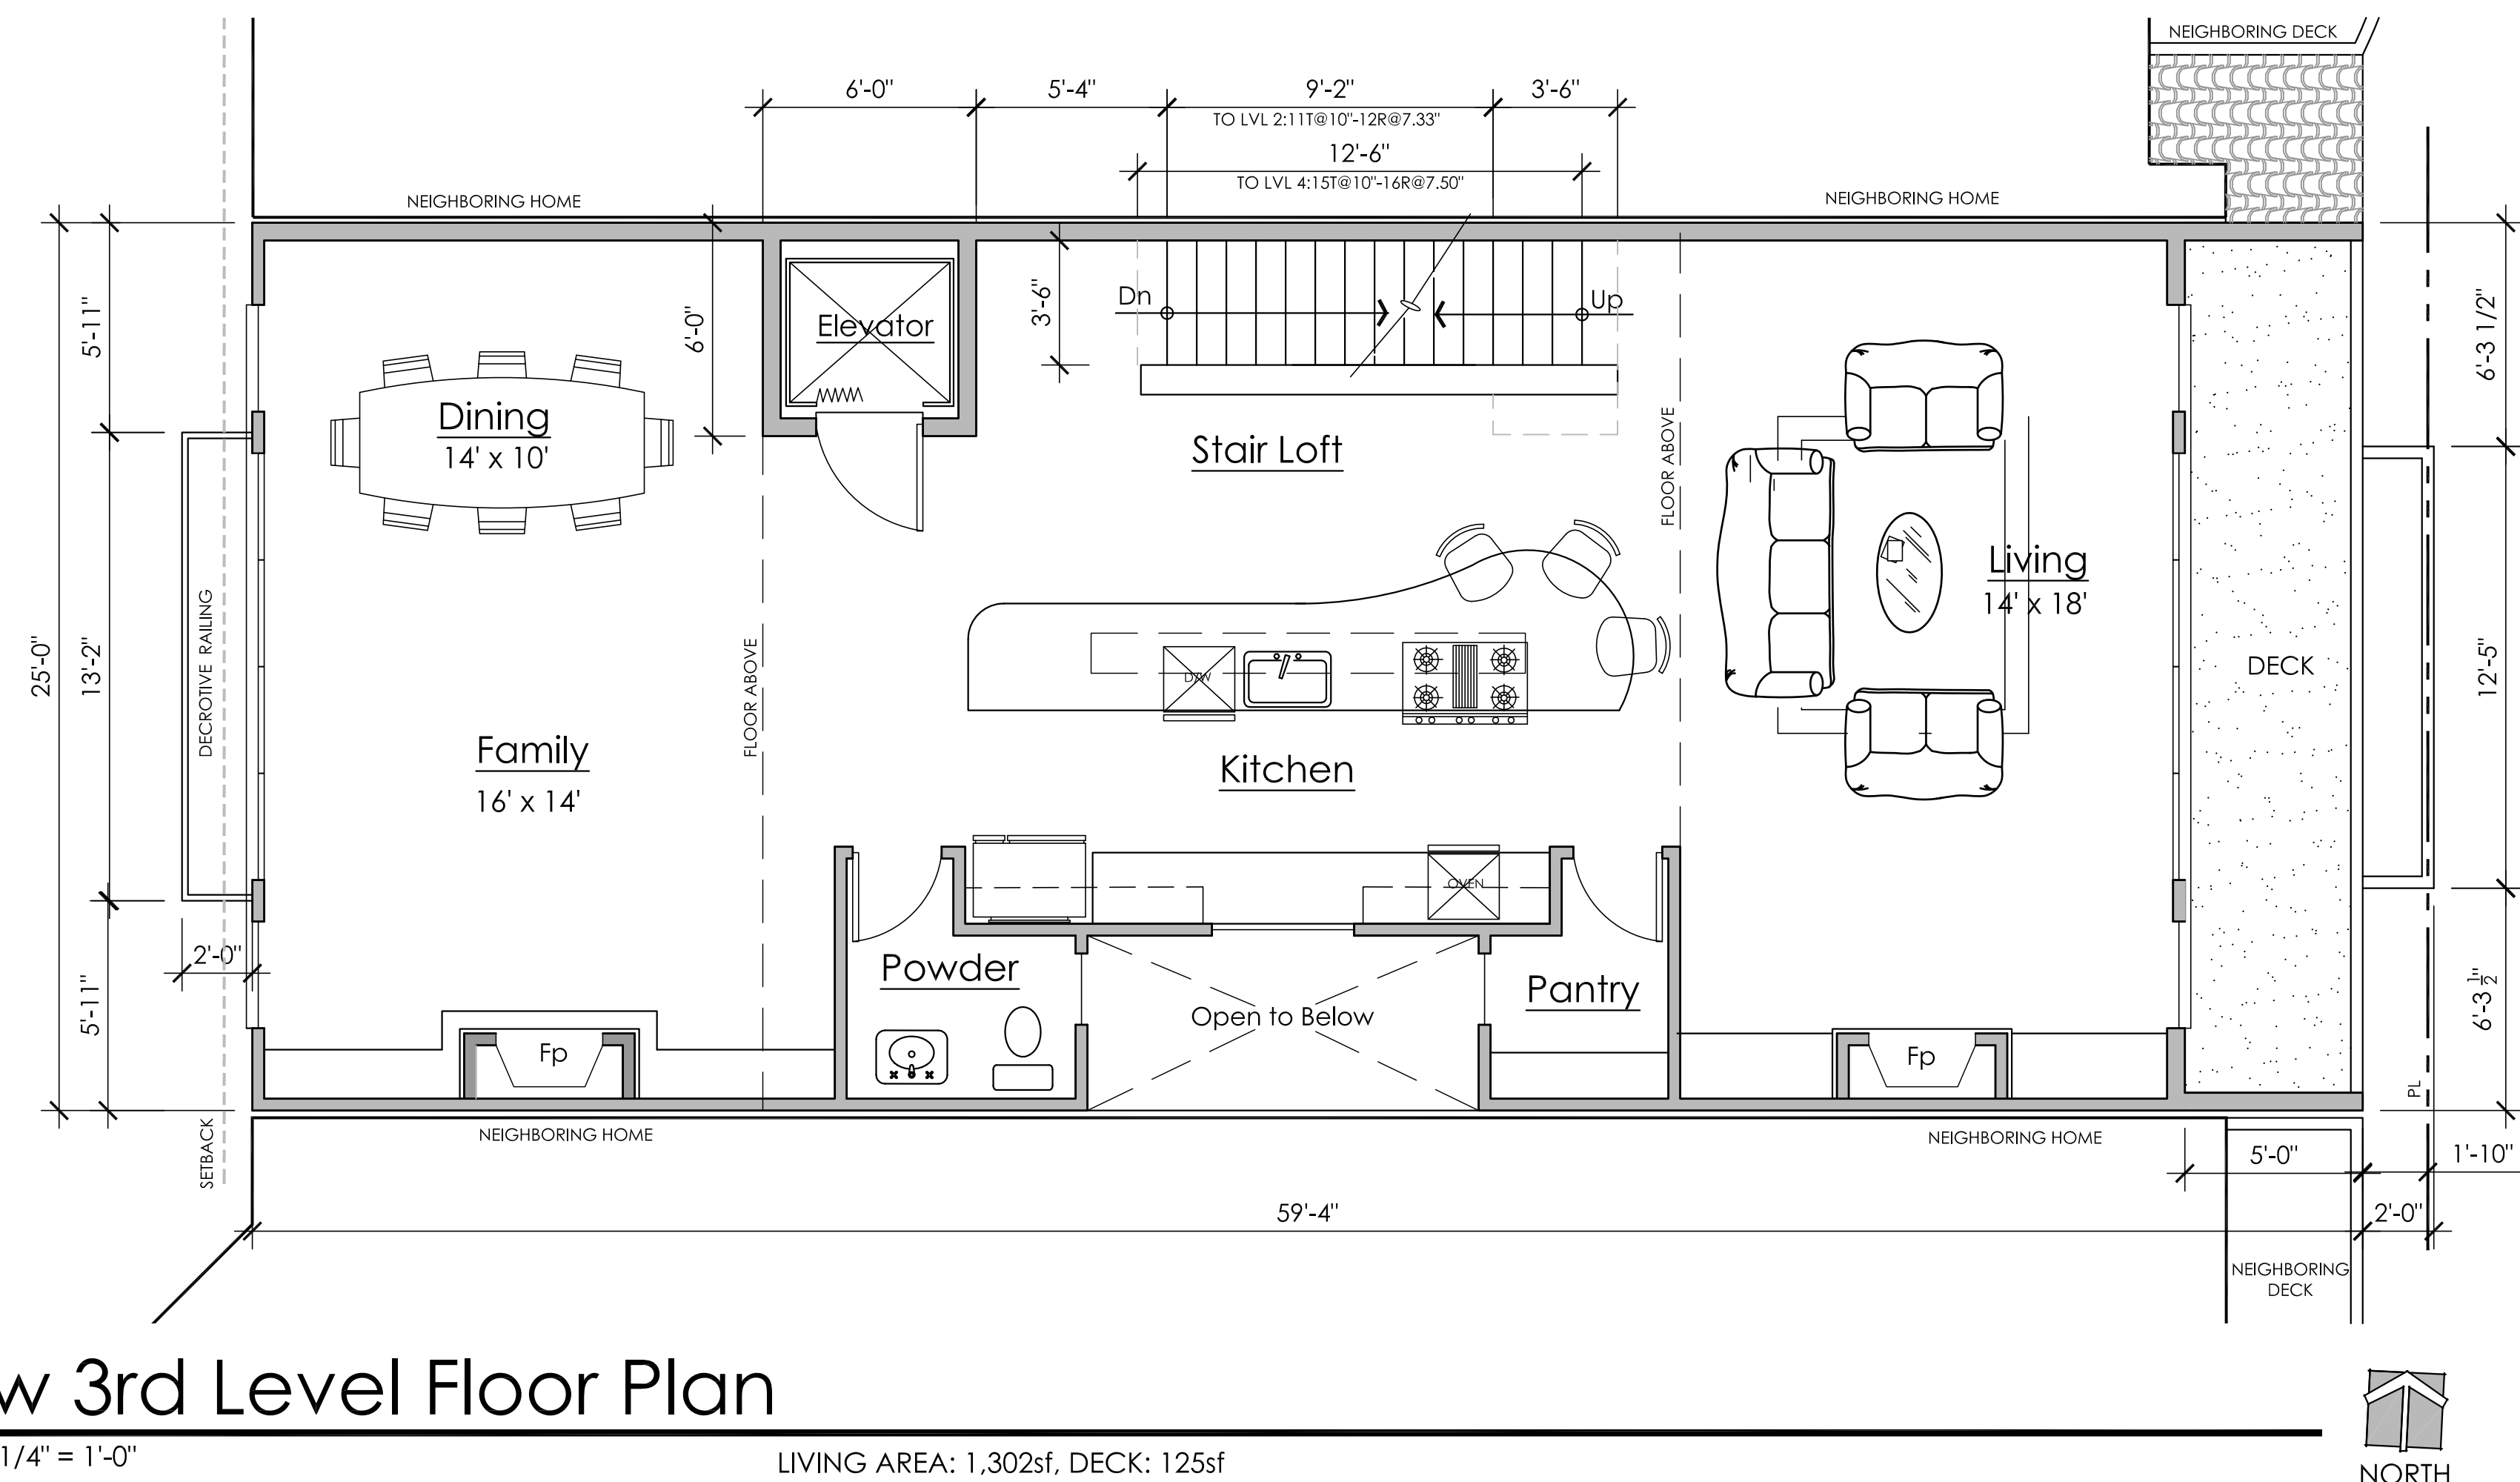 NEIGHBORING DECK
6'-0"
5'-4"
9'-2"
3'-6"
TO LVL 2:11T@10"-12R@7.33"
12'-6"
TO LVL 4:15T@10"-16R@7.50"
NEIGHBORING HOME
NEIGHBORING HOME
5'-11"
6'-0"
Elevator
3'-6"
Dn
Up
6'-3 1/2"
Dining
14' x 10'
Stair Loft
FLOOR ABOVE
Living
14' x 18'
DECROTIVE RAILING
25'-0"
13'-2"
FLOOR ABOVE
D/W
DECK
12'-5"
Family
16' x 14'
Kitchen
OVEN
2'-0"
Powder
Pantry
Open to Below
5'-11"
6'-3 1/2"
Fp
Fp
PL
SETBACK
NEIGHBORING HOME
NEIGHBORING HOME
5'-0"
1'-10"
59'-4"
2'-0"
NEIGHBORING
DECK
w 3rd Level Floor Plan
1/4" = 1'-0"
LIVING AREA: 1,302sf, DECK: 125sf
NORTH